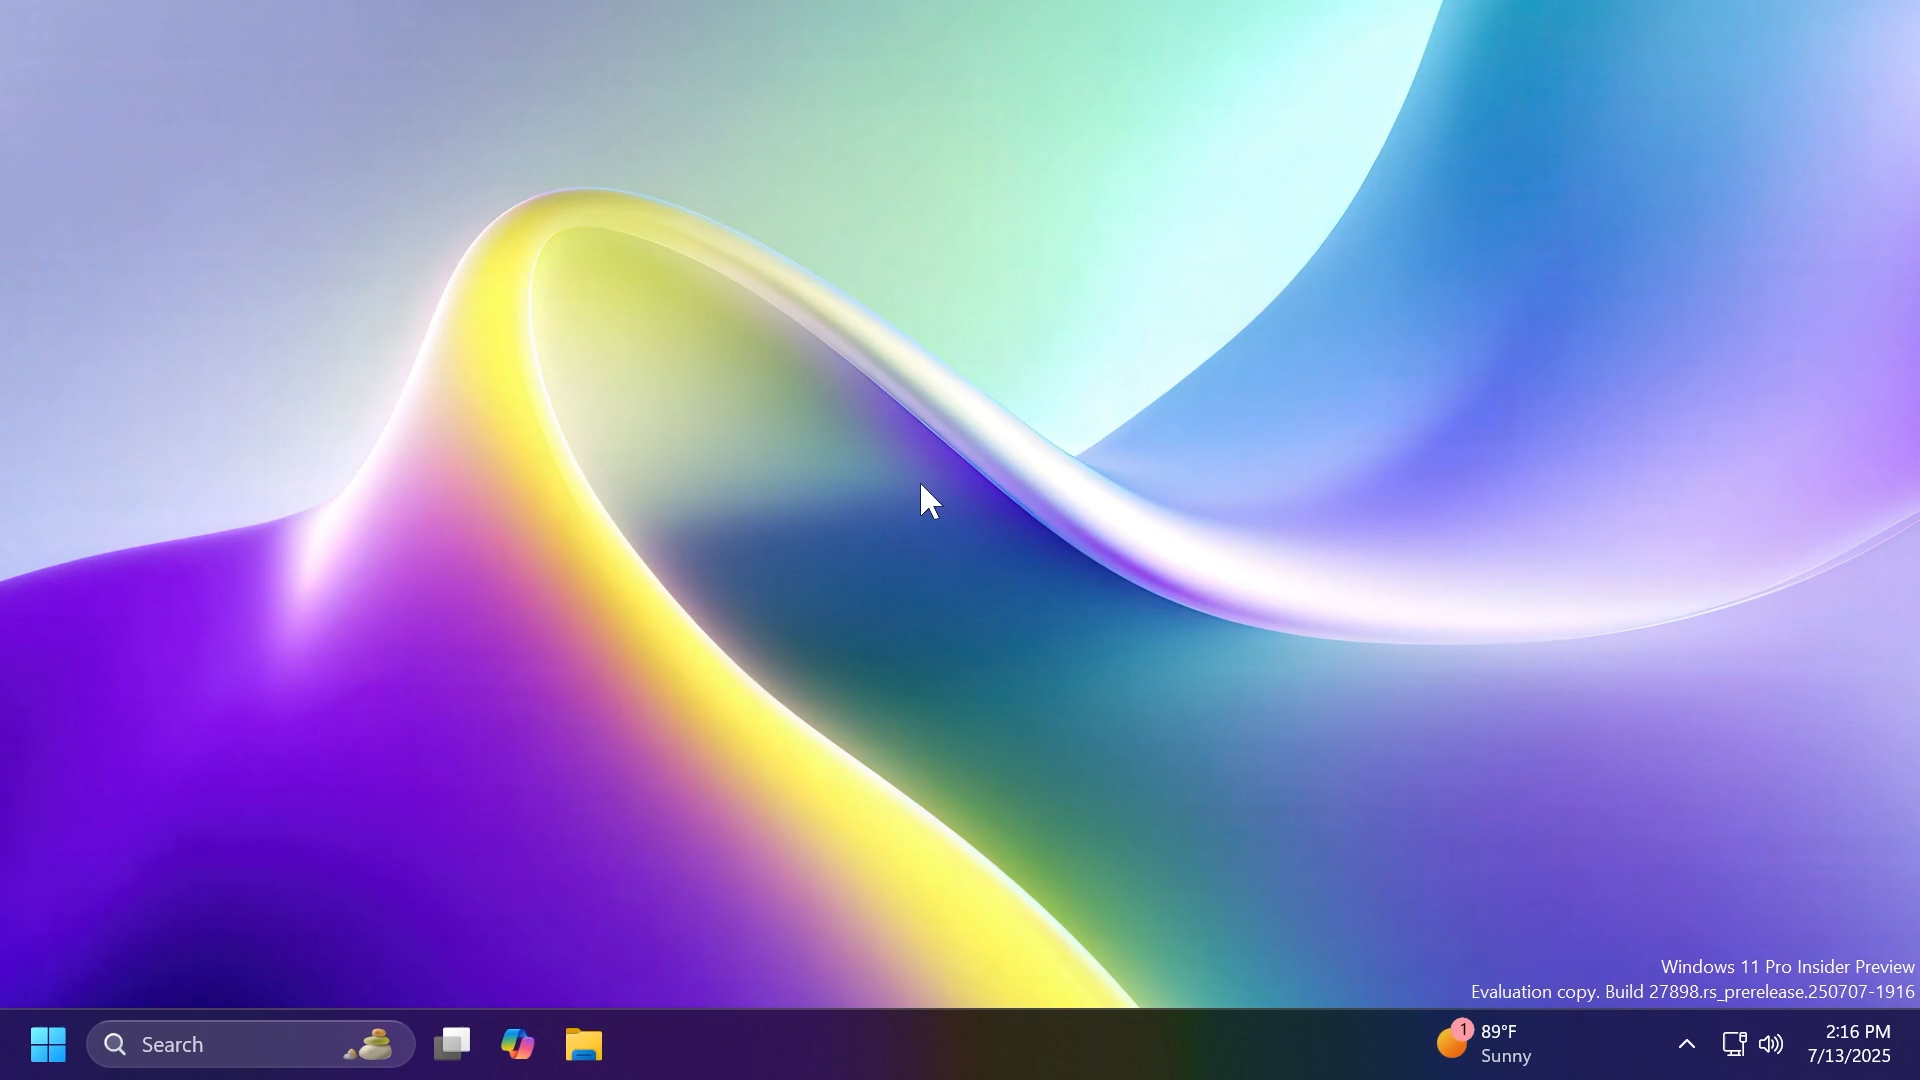 Windows 11 Pro Insider Preview
Evaluation copy. Build 27898.rs_prerelease.250707-1916
Search
1
89°F
Sunny
2:16 PM
7/13/2025